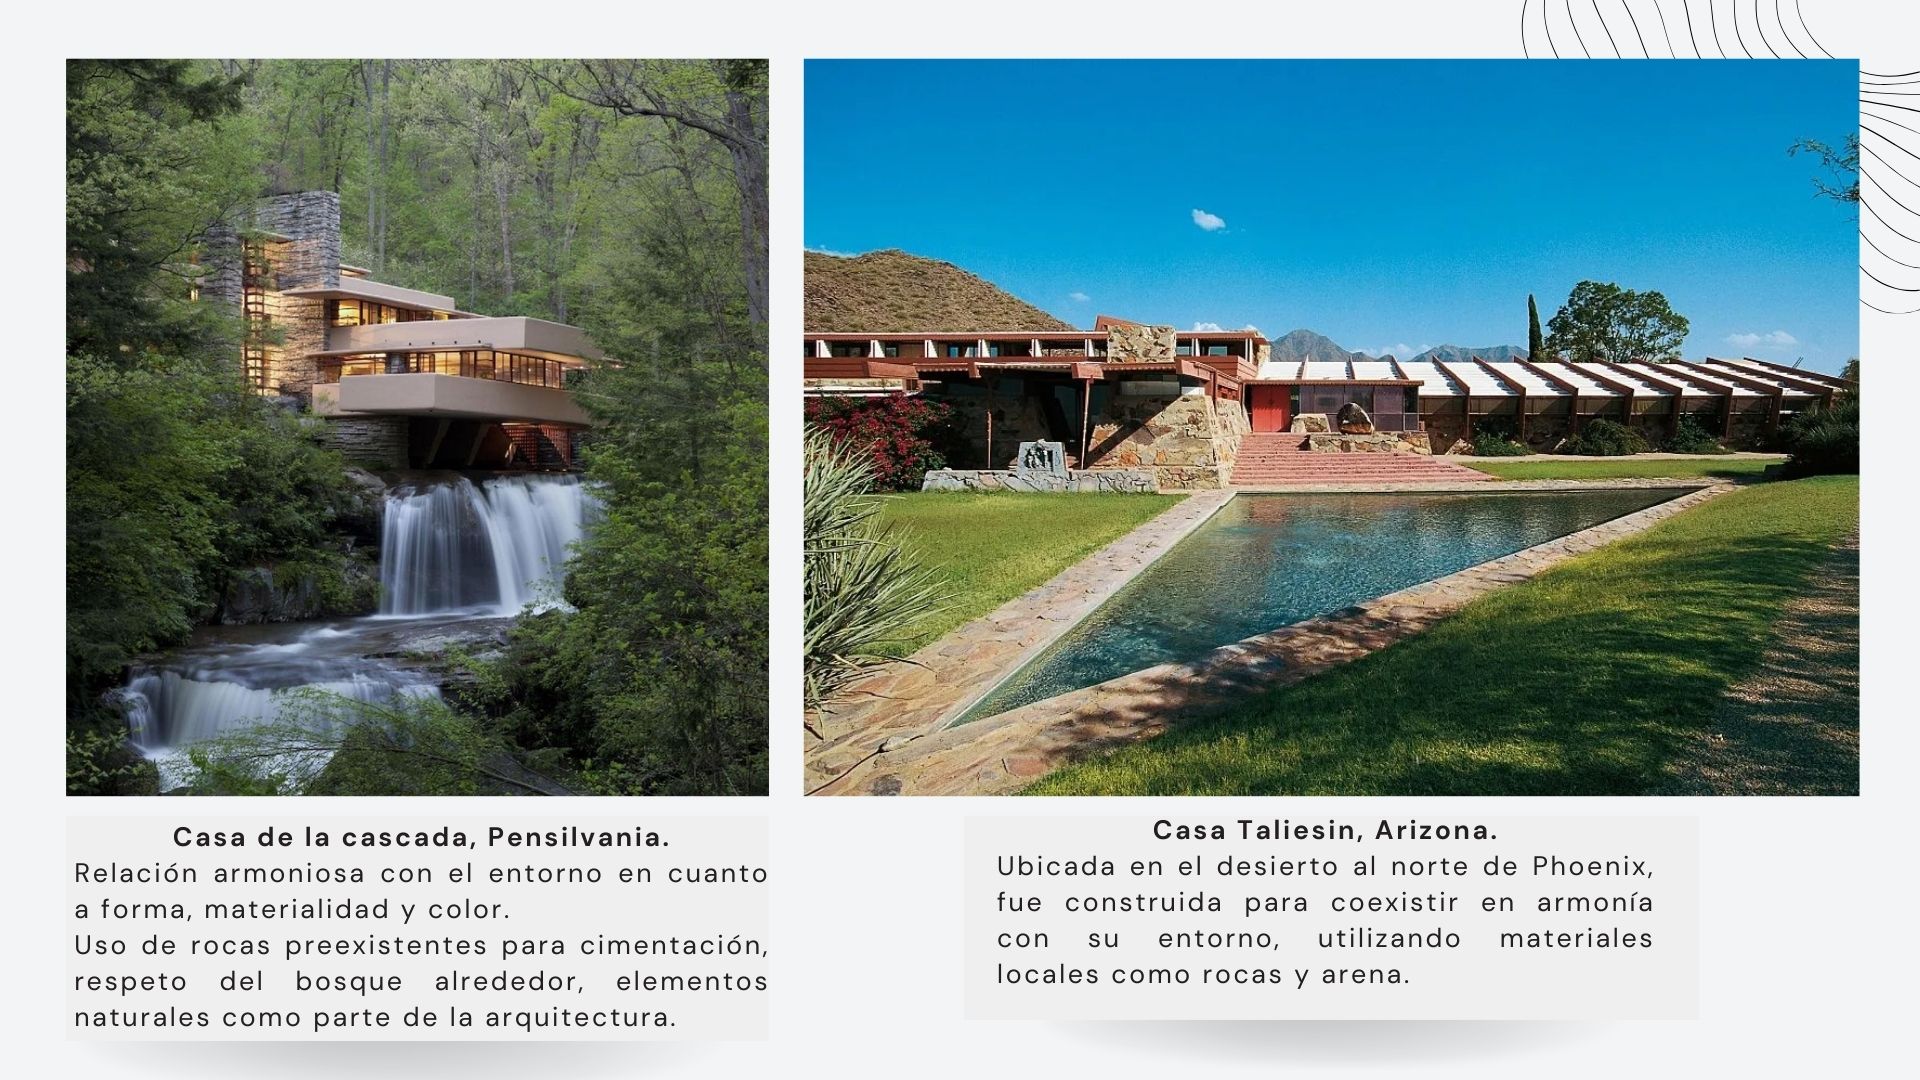 Casa de la cascada, Pensilvania.
Relación armoniosa con el entorno en cuanto
a forma, materialidad y color.
Uso de rocas preexistentes para cimentación,
respeto del bosque alrededor, elementos
naturales como parte de la arquitectura.
Casa Taliesin, Arizona.
Ubicada en el desierto al norte de Phoenix,
fue construida para coexistir en armonía
con su entorno, utilizando materiales
locales como rocas y arena.